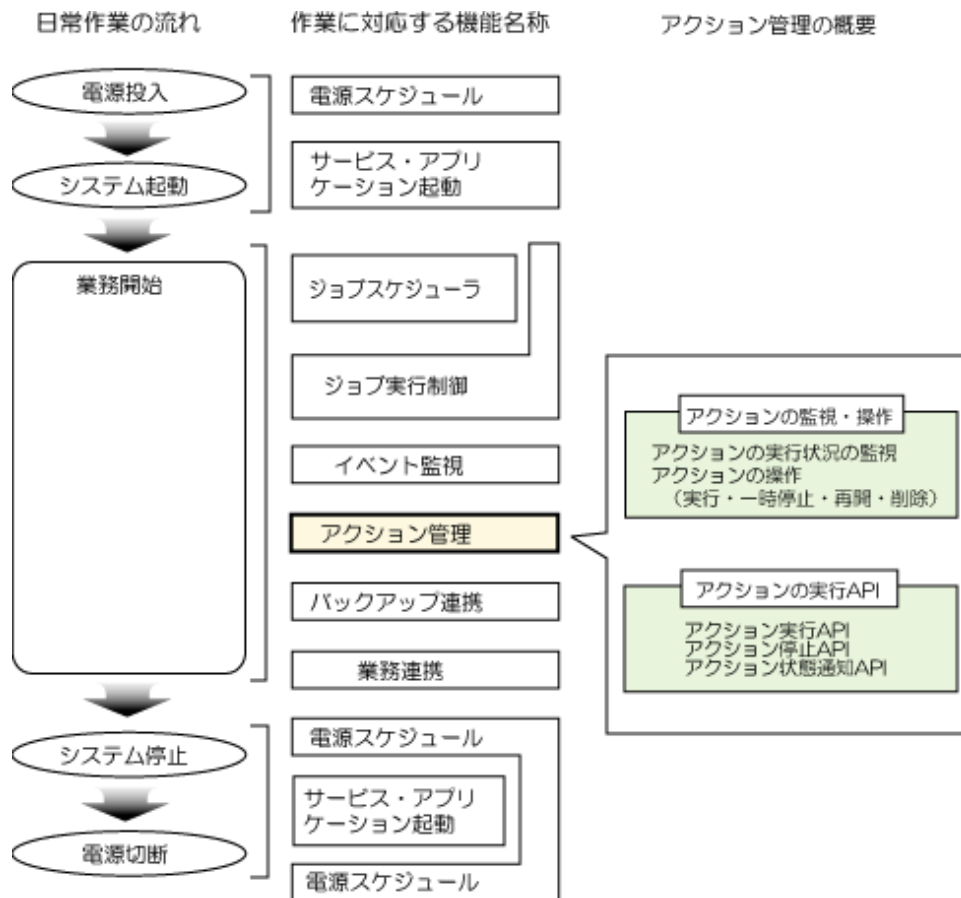 日常作業の流れ
作業に対応する機能名称
アクション管理の概要
電源投入
システム起動
業務開始
システム停止
電源切断
電源スケジュール
サービス・アプリ
ケーション起動
ジョブスケジューラ
ジョブ実行制御
イベント監視
アクション管理
バックアップ連携
業務連携
電源スケジュール
サービス・アプリ
ケーション起動
電源スケジュール
アクションの監視・操作
アクションの実行状況の監視
アクションの操作
（実行・一時停止・再開・削除）
アクションの実行API
アクション実行API
アクション停止API
アクション状態通知API